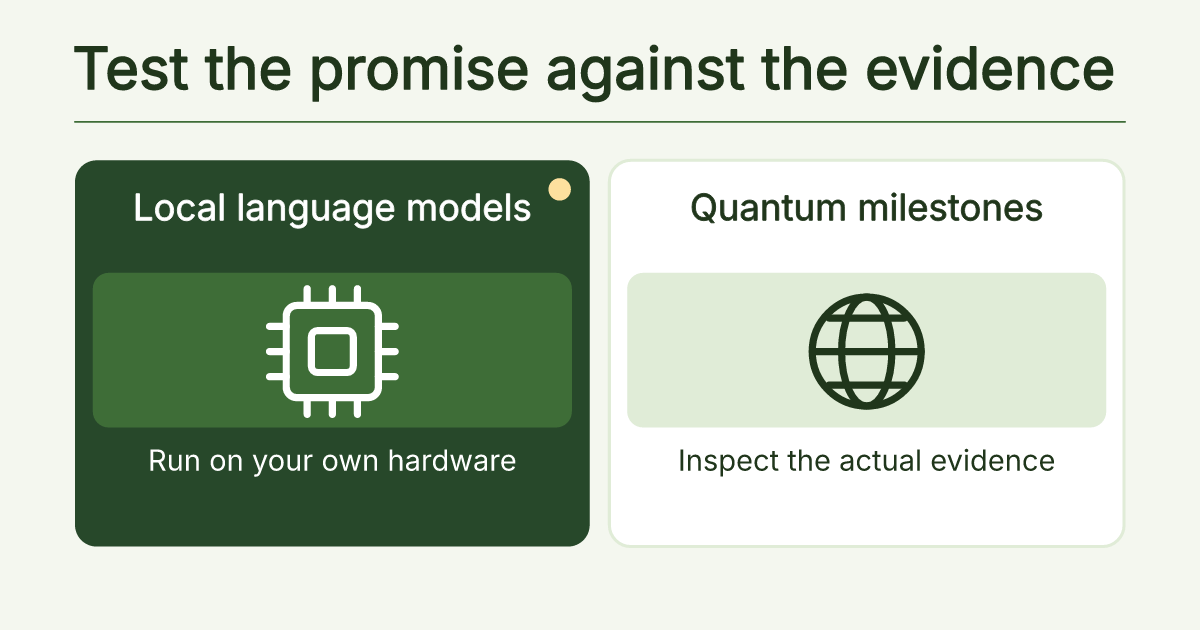 Test the promise against the evidence
Local language models
Run on your own hardware
Quantum milestones
Inspect the actual evidence